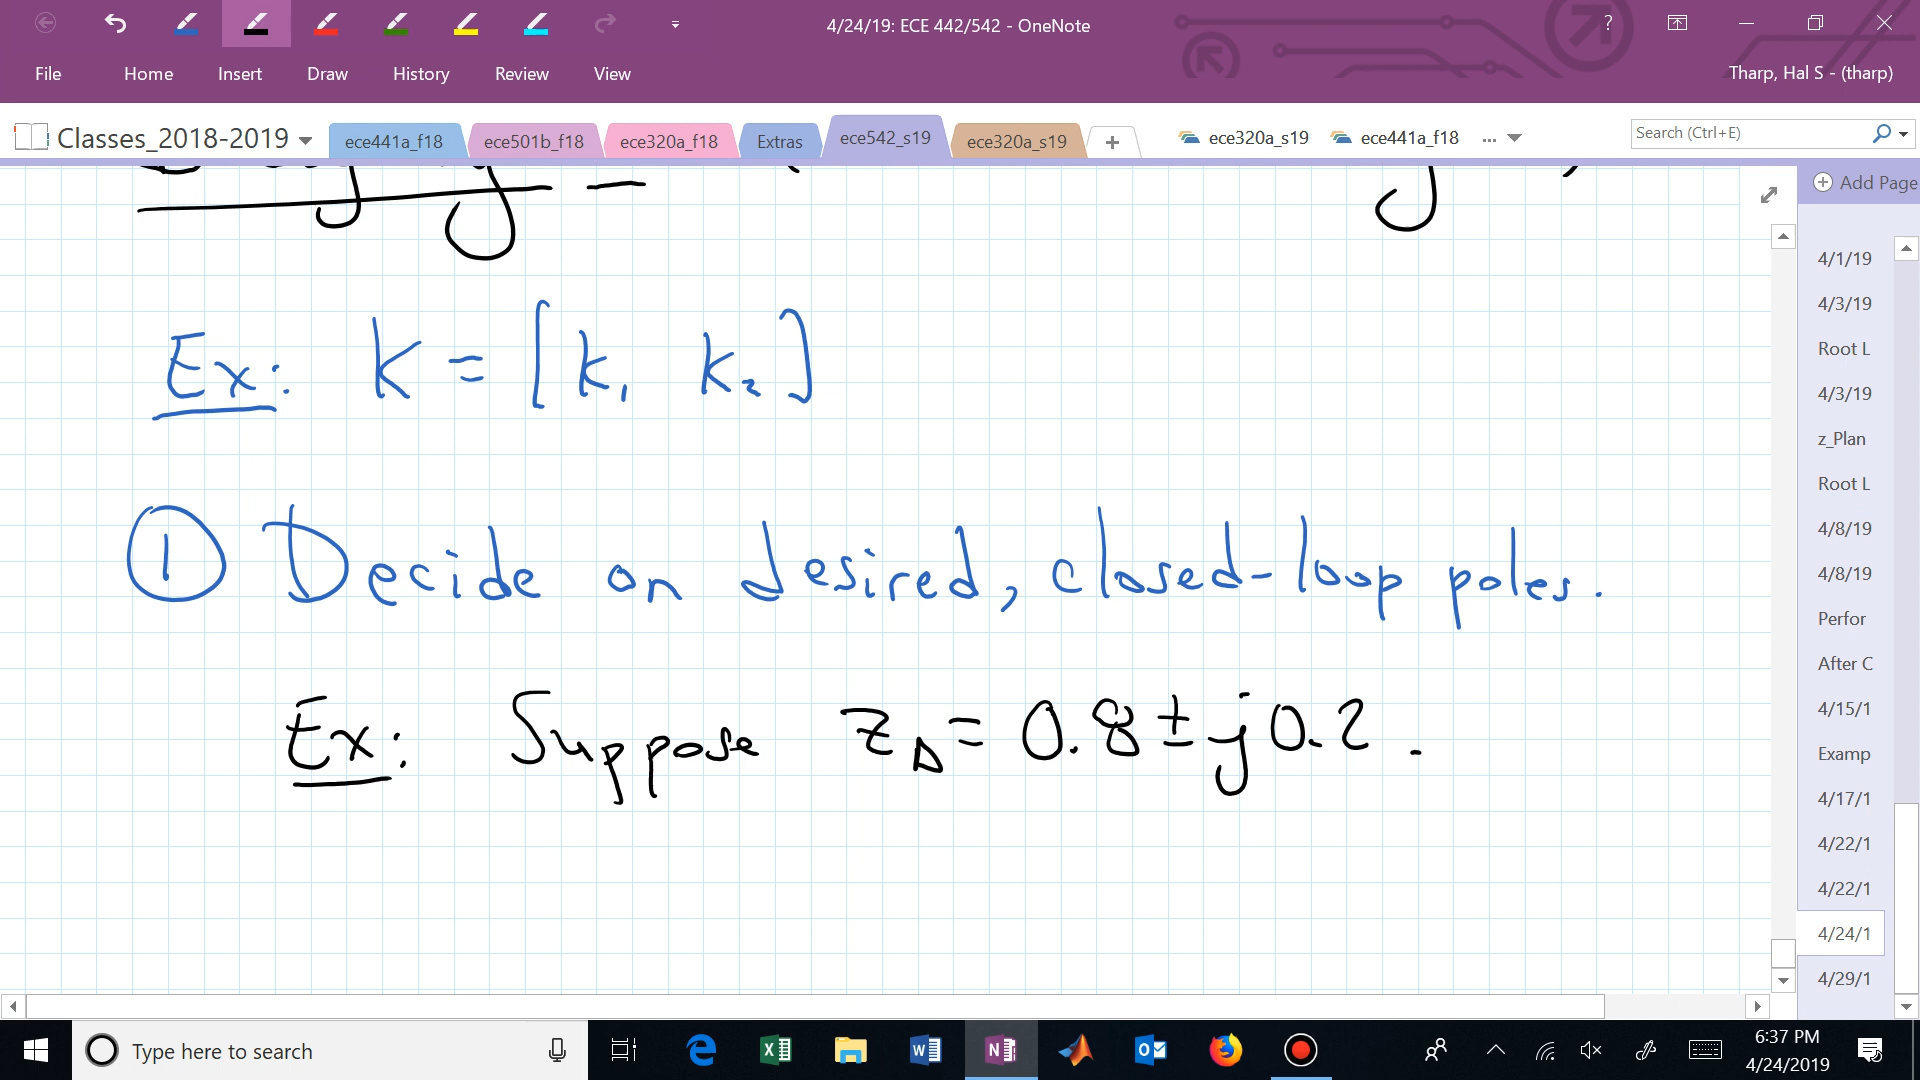 4/24/19: ECE 442/542 - OneNote
?
File Home Insert Draw History Review View
Tharp, Hal S - (tharp)
Classes_2018-2019
ece441a_f18
ece501b_f18
ece320a_f18
Extras
ece542_s19
ece320a_s19
+
ece320a_s19
ece441a_f18
...
Search (Ctrl+E)
Add Page
4/1/19
4/3/19
Root L
4/3/19
z_Plan
Root L
4/8/19
4/8/19
Perfor
After C
4/15/1
Examp
4/17/1
4/22/1
4/22/1
4/24/1
4/29/1
Ex: K = [k₁ k₂]
① Decide on desired, closed-loop poles.
Ex: Suppose z_Δ = 0.8 ± j0.2.
Type here to search
6:37 PM
4/24/2019